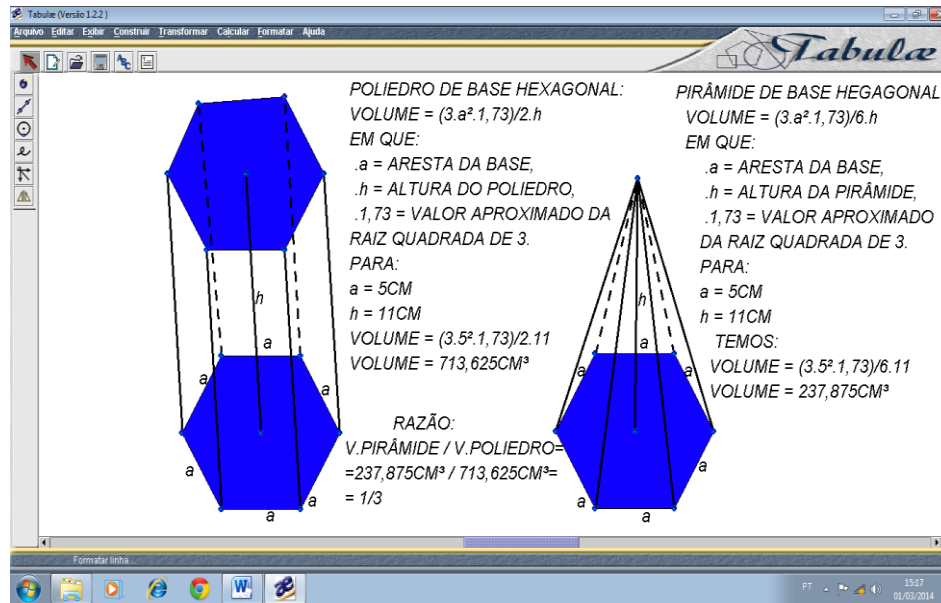 Tabulæ (Versão 1.2.2 )
Arquivo Editar Exibir Construir Transformar Calcular Formatar Ajuda
Tabulæ
ABC
POLIEDRO DE BASE HEXAGONAL:
VOLUME = (3.a².1,73)/2.h
EM QUE:
.a = ARESTA DA BASE,
.h = ALTURA DO POLIEDRO,
.1,73 = VALOR APROXIMADO DA
RAIZ QUADRADA DE 3.
PARA:
a = 5CM
h = 11CM
VOLUME = (3.5².1,73)/2.11
VOLUME = 713,625CM³
RAZÃO:
V.PIRÂMIDE / V.POLIEDRO=
=237,875CM³ / 713,625CM³=
= 1/3
h
a
a
a
a
a
a
PIRÂMIDE DE BASE HEGAGONAL
VOLUME = (3.a².1,73)/6.h
EM QUE:
.a = ARESTA DA BASE,
.h = ALTURA DA PIRÂMIDE,
.1,73 = VALOR APROXIMADO
DA RAIZ QUADRADA DE 3.
PARA:
a = 5CM
h = 11CM
TEMOS:
VOLUME = (3.5².1,73)/6.11
VOLUME = 237,875CM³
h
a
a
a
a
a
a
Formatar linha...
PT
15:17
01/03/2014